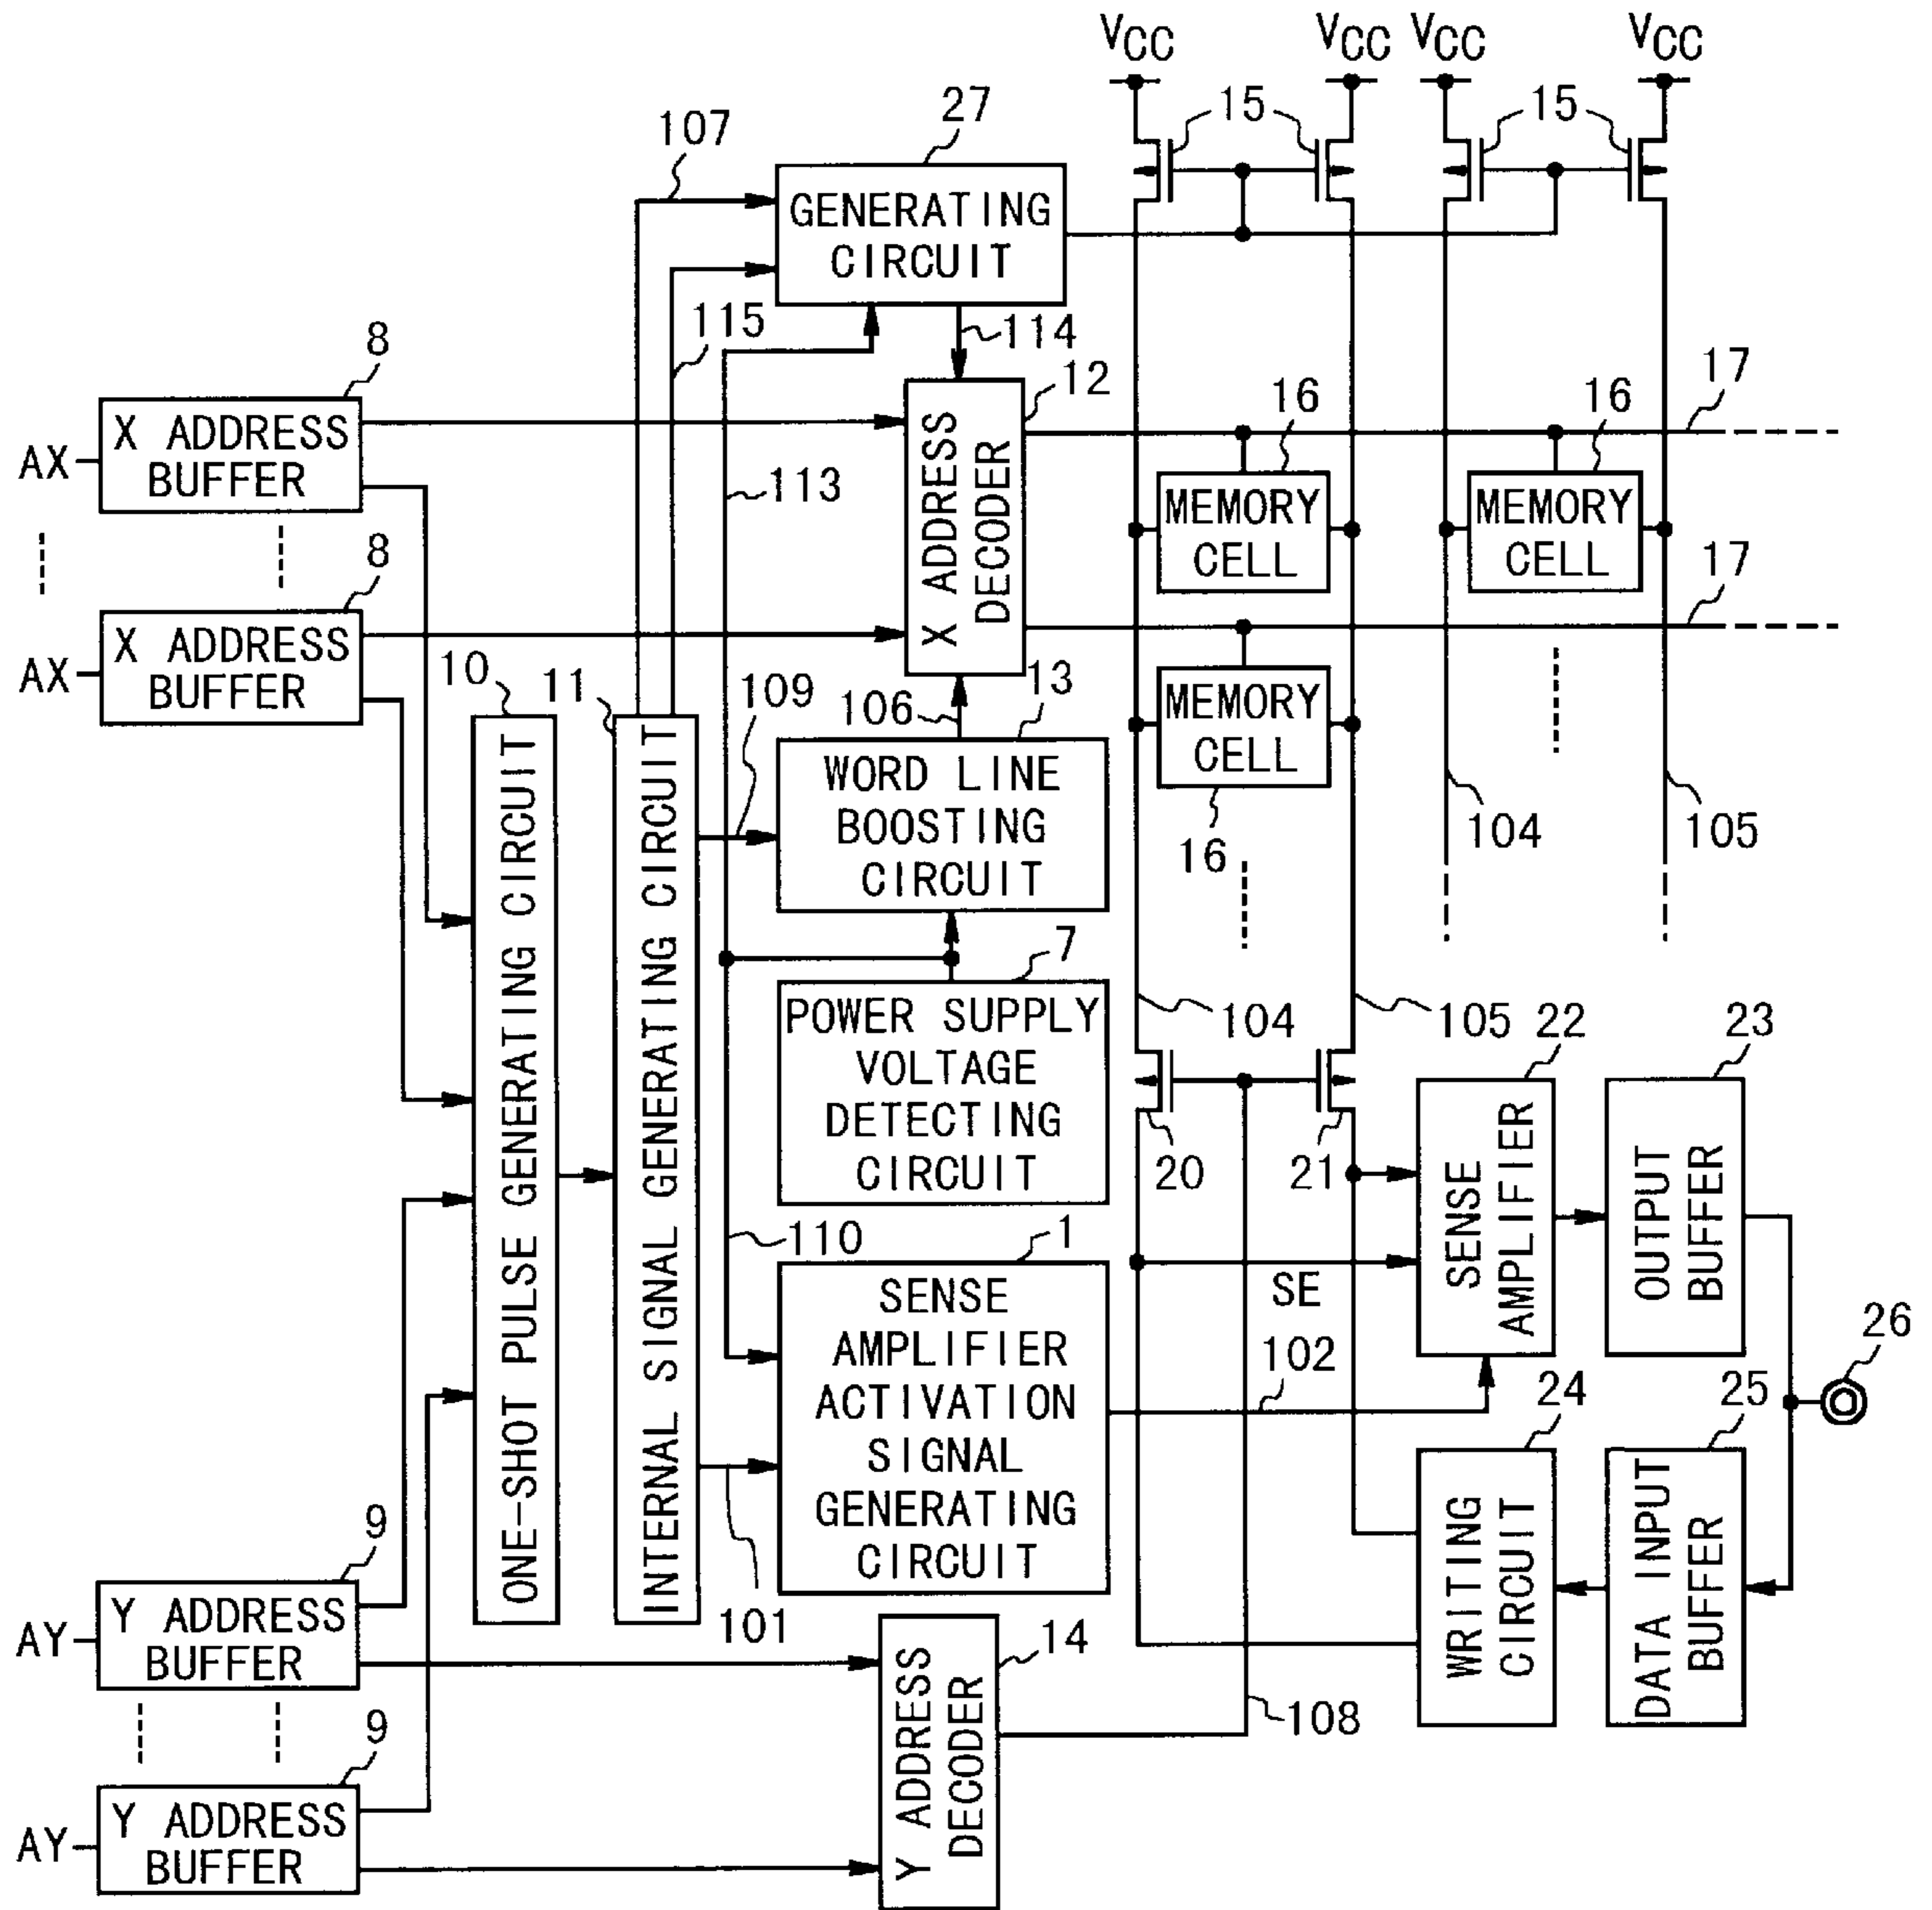 VCC VCC VCC VCC
27
15
15
107
GENERATING
CIRCUIT
115
114
8
12
16
16
17
X ADDRESS
BUFFER
AX
X ADDRESS
DECODER
113
MEMORY
CELL
MEMORY
CELL
8
17
X ADDRESS
BUFFER
AX
10
11
109
106
13
MEMORY
CELL
16
104
105
WORD LINE
BOOSTING
CIRCUIT
ONE-SHOT PULSE GENERATING CIRCUIT
INTERNAL SIGNAL GENERATING CIRCUIT
7
POWER SUPPLY
VOLTAGE
DETECTING
CIRCUIT
104
105
22
23
20
21
SENSE
AMPLIFIER
OUTPUT
BUFFER
110
1
SE
SENSE
AMPLIFIER
ACTIVATION
SIGNAL
GENERATING
CIRCUIT
102
26
24
25
WRITING
CIRCUIT
DATA INPUT
BUFFER
101
9
Y ADDRESS
BUFFER
AY
14
Y ADDRESS
DECODER
108
9
Y ADDRESS
BUFFER
AY